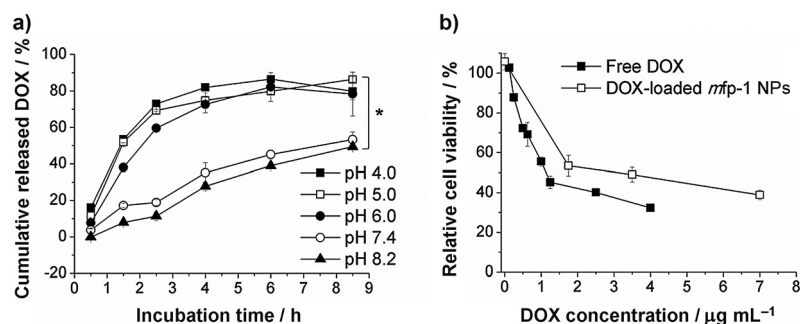 a)
Cumulative released DOX / %
100
80
60
40
20
0
-20
*
pH 4.0
pH 5.0
pH 6.0
pH 7.4
pH 8.2
0 1 2 3 4 5 6 7 8 9
Incubation time / h
b)
Relative cell viability / %
100
80
60
40
20
0
Free DOX
DOX-loaded mfp-1 NPs
0 1 2 3 4 5 6 7 8
DOX concentration / μg mL⁻¹